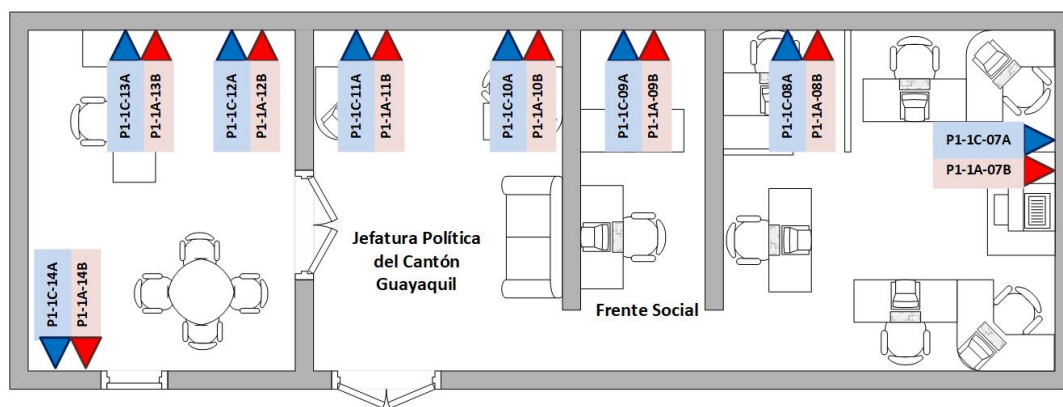 P1-1C-13A
P1-1A-13B
P1-1C-12A
P1-1A-12B
P1-1C-11A
P1-1A-11B
P1-1C-10A
P1-1A-10B
P1-1C-09A
P1-1A-09B
P1-1C-08A
P1-1A-08B
P1-1C-07A
P1-1A-07B
Jefatura Política
del Cantón
Guayaquil
Frente Social
P1-1C-14A
P1-1A-14B